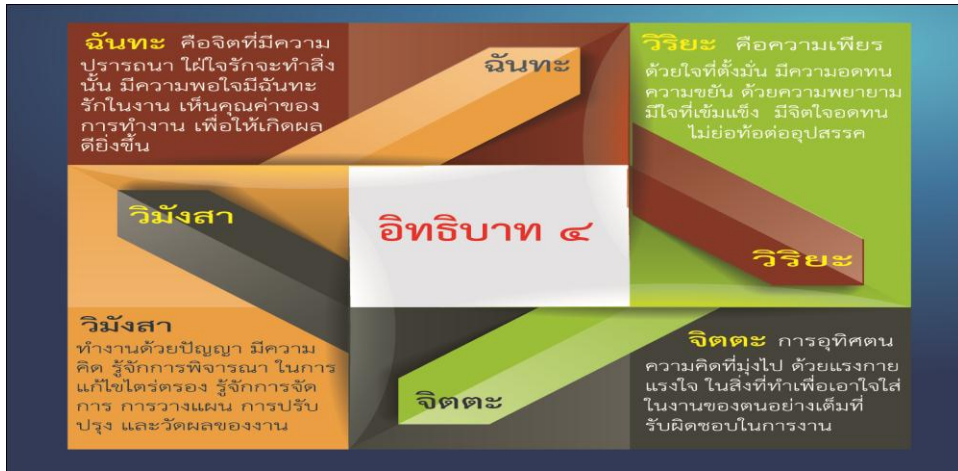 ฉันทะ คือจิตที่มีความ
ปรารถนา ใฝ่ใจรักจะทำสิ่ง
นั้น มีความพอใจมีฉันทะ
รักในงาน เห็นคุณค่าของ
การทำงาน เพื่อให้เกิดผล
ดียิ่งขึ้น
ฉันทะ
วิริยะ คือความเพียร
ด้วยใจที่ตั้งมั่น มีความอดทน
ความขยัน ด้วยความพยายาม
มีใจที่เข้มแข็ง มีจิตใจอดทน
ไม่ย่อท้อต่ออุปสรรค
วิมังสา
อิทธิบาท ๔
วิริยะ
วิมังสา
ทำงานด้วยปัญญา มีความ
คิด รู้จักการพิจารณา ในการ
แก้ไขไตร่ตรอง รู้จักการจัด
การ การวางแผน การปรับ
ปรุง และวัดผลของงาน
จิตตะ
จิตตะ การอุทิศตน
ความคิดที่มุ่งไป ด้วยแรงกาย
แรงใจ ในสิ่งที่ทำเพื่อเอาใจใส่
ในงานของตนอย่างเต็มที่
รับผิดชอบในการงาน